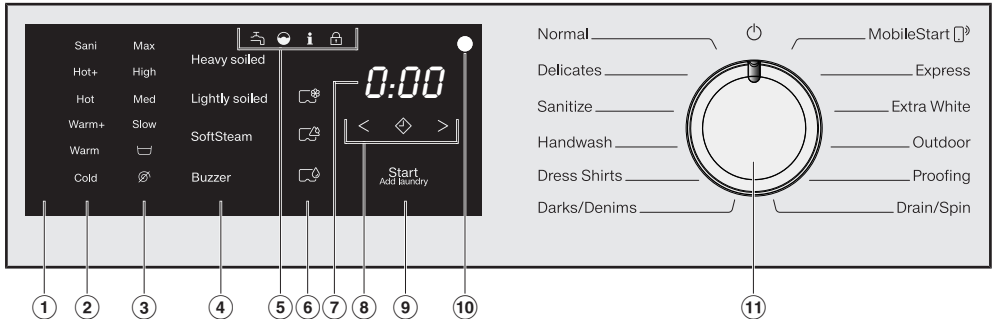 Sani Max
Hot+ High
Hot Med
Warm+ Slow
Warm
Cold
Heavy soiled
Lightly soiled
SoftSteam
Buzzer
0:00
< >
Start
Add laundry
Normal
Delicates
Sanitize
Handwash
Dress Shirts
Darks/Denims
MobileStart
Express
Extra White
Outdoor
Proofing
Drain/Spin
1 2 3 4 5 6 7 8 9 10 11